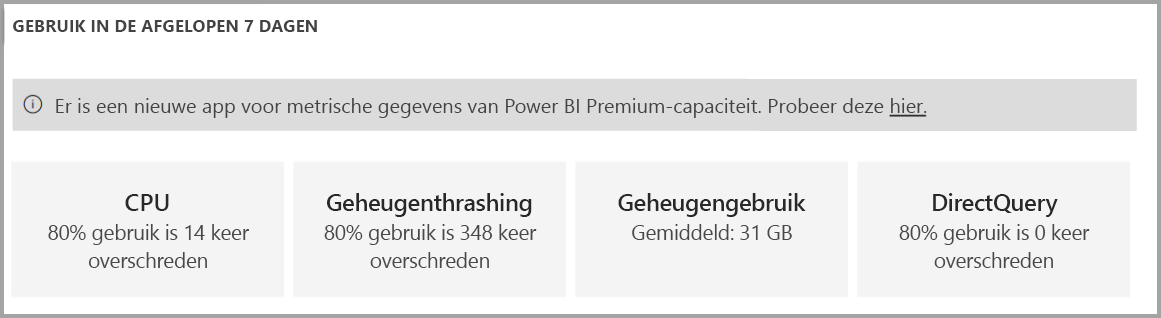 GEBRUIK IN DE AFGELOPEN 7 DAGEN
Er is een nieuwe app voor metrische gegevens van Power BI Premium-capaciteit. Probeer deze hier.
CPU
80% gebruik is 14 keer
overschreden
Geheugenthrashing
80% gebruik is 348 keer
overschreden
Geheugengebruik
Gemiddeld: 31 GB
DirectQuery
80% gebruik is 0 keer
overschreden